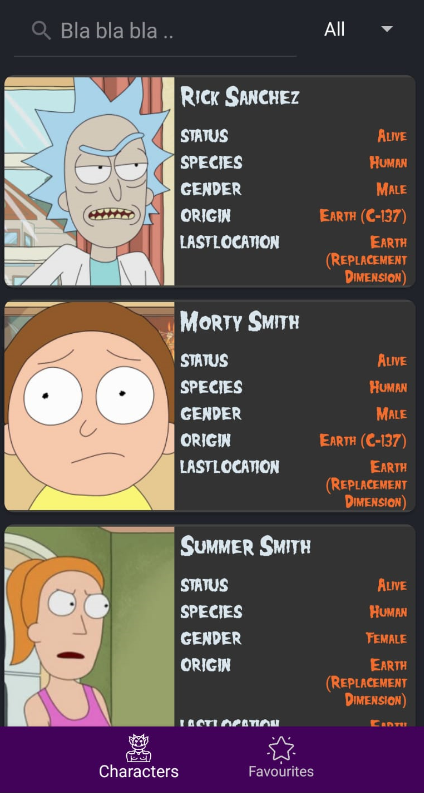 Bla bla bla ..
All
Rick Sanchez
STATUS Alive
SPECIES Human
GENDER Male
ORIGIN Earth (C-137)
LASTLOCATION Earth
(Replacement
Dimension)
Morty Smith
STATUS Alive
SPECIES Human
GENDER Male
ORIGIN Earth (C-137)
LASTLOCATION Earth
(Replacement
Dimension)
Summer Smith
STATUS Alive
SPECIES Human
GENDER Female
ORIGIN Earth
(Replacement
Dimension)
LASTLOCATION Earth
Characters
Favourites